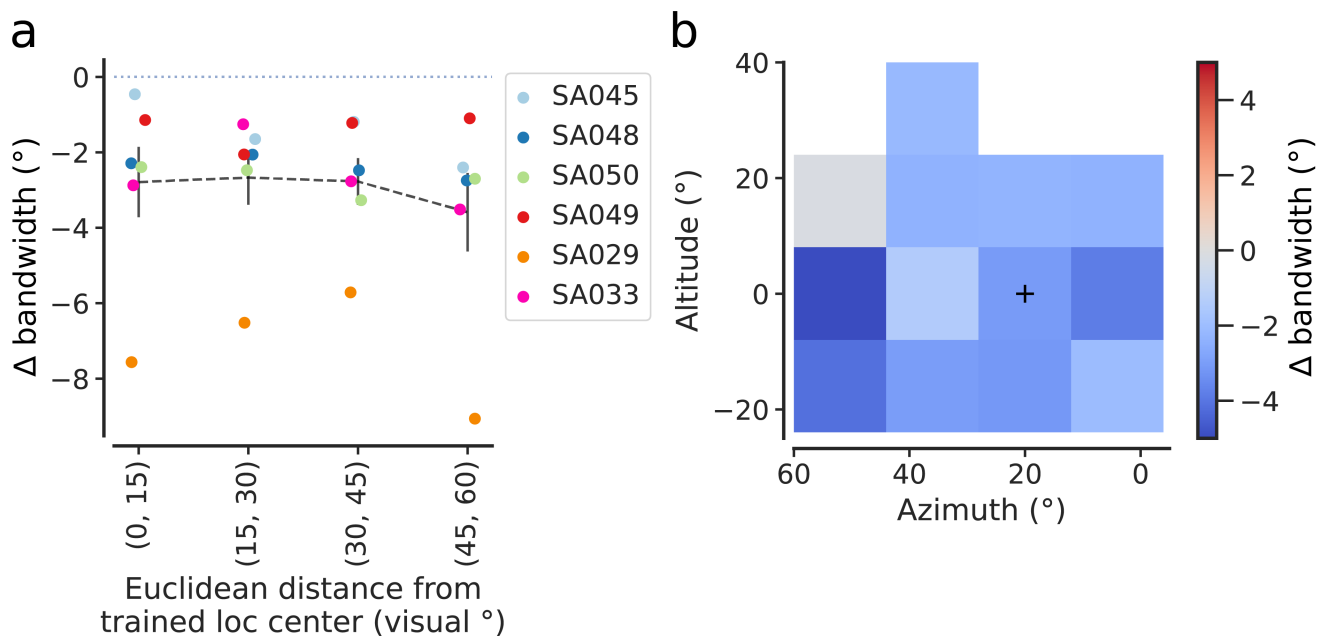 a
0
−2
−4
−6
−8
Δ bandwidth (°)
(0, 15)
(15, 30)
(30, 45)
(45, 60)
Euclidean distance from
trained loc center (visual °)
SA045
SA048
SA050
SA049
SA029
SA033
b
40
20
0
−20
Altitude (°)
60
40
20
0
Azimuth (°)
4
2
0
−2
−4
Δ bandwidth (°)